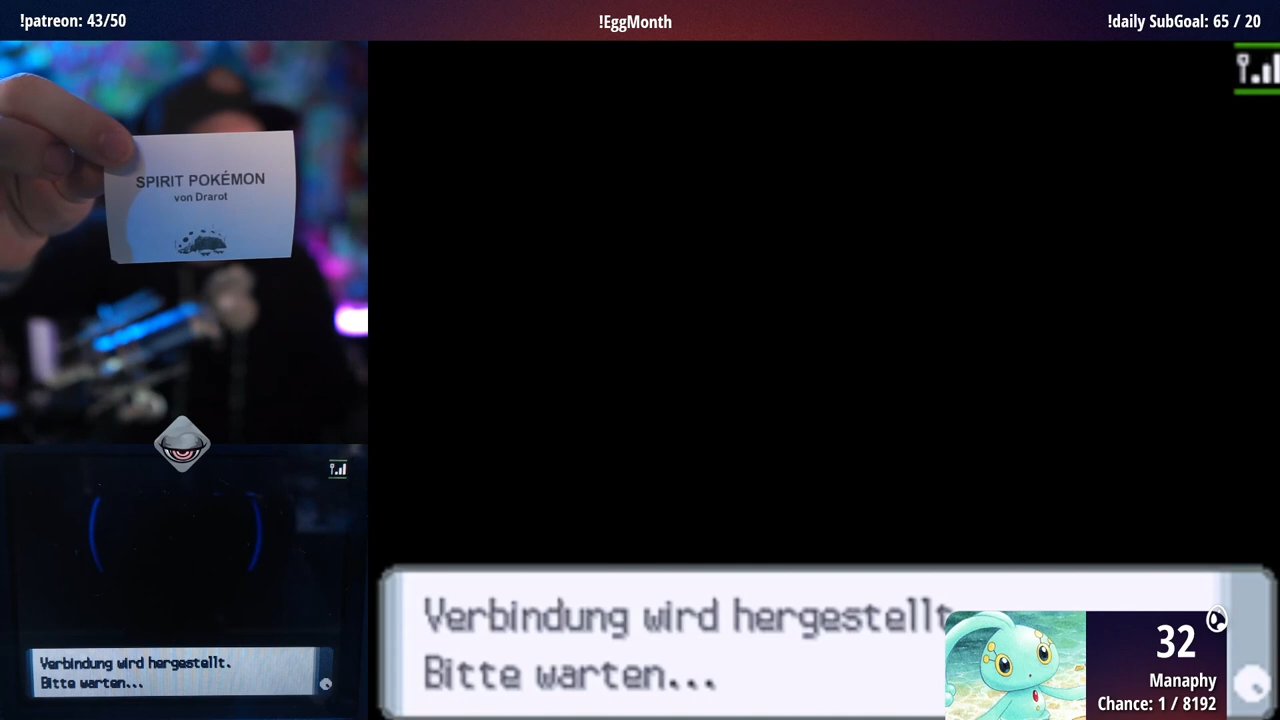 !patreon: 43/50
!EggMonth
!daily SubGoal: 65 / 20
SPIRIT POKÉMON
von Drarot
Verbindung wird hergestellt.
Bitte warten...
Verbindung wird hergestellt
Bitte warten...
32
Manaphy
Chance: 1 / 8192